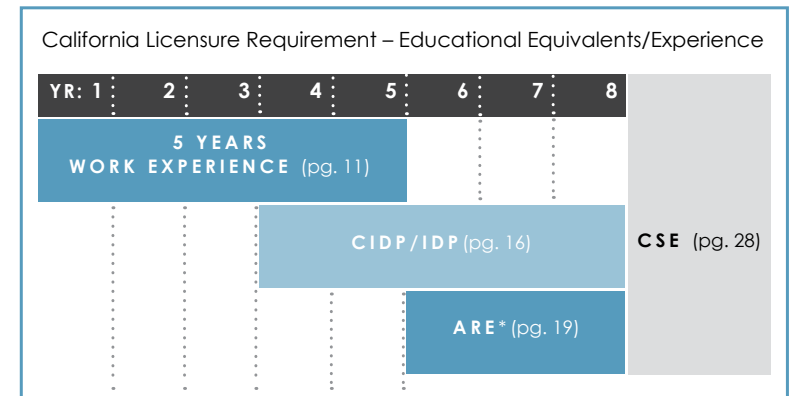 California Licensure Requirement – Educational Equivalents/Experience
YR: 1 2 3 4 5 6 7 8
5 YEARS
WORK EXPERIENCE (pg. 11)
CIDP/IDP (pg. 16)
CSE (pg. 28)
ARE* (pg. 19)